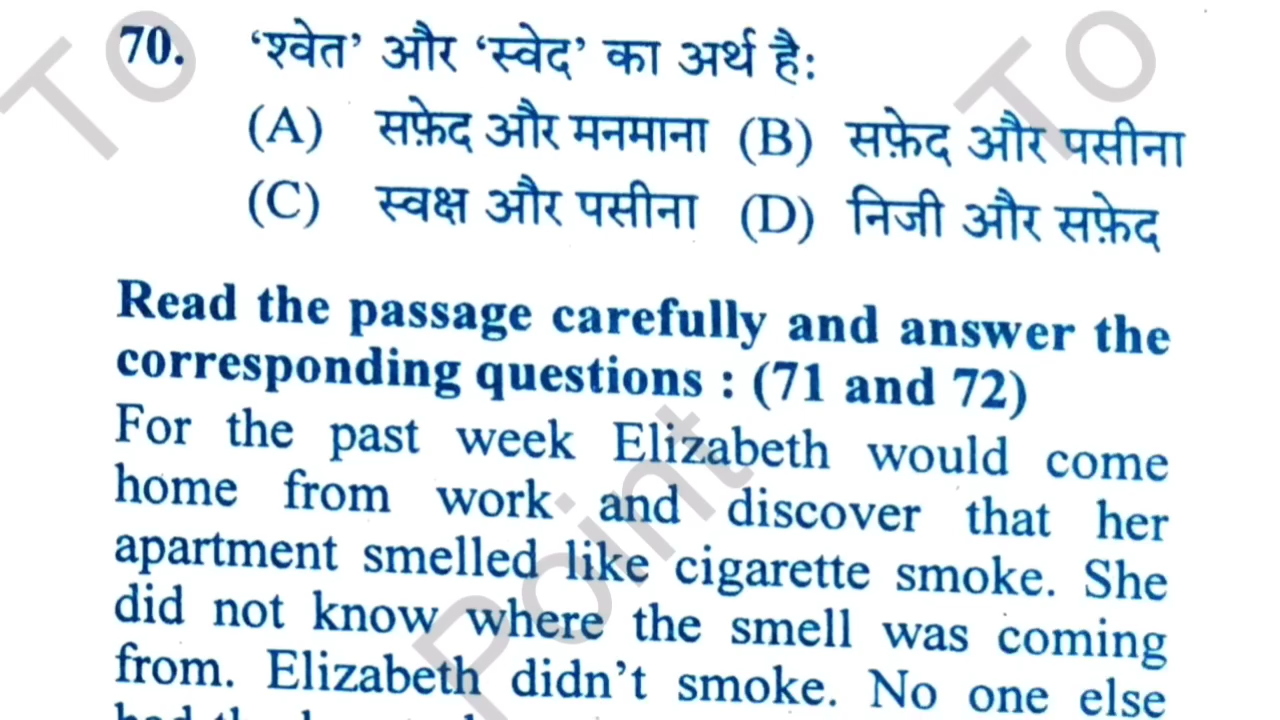 70. ‘श्वेत’ और ‘स्वेद’ का अर्थ है:
(A) सफ़ेद और मनमाना (B) सफ़ेद और पसीना
(C) स्वक्ष और पसीना (D) निजी और सफ़ेद
Read the passage carefully and answer the
corresponding questions : (71 and 72)
For the past week Elizabeth would come
home from work and discover that her
apartment smelled like cigarette smoke. She
did not know where the smell was coming
from. Elizabeth didn’t smoke. No one else
To
To
Point